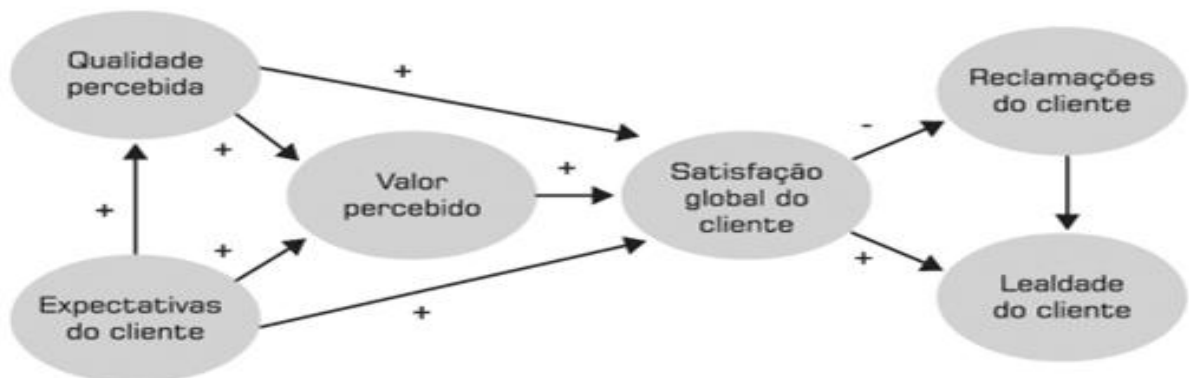 Qualidade
percebida
+
+
+
Valor
percebido
+
+
Expectativas
do cliente
+
Satisfação
global do
cliente
-
+
Reclamações
do cliente
Lealdade
do cliente